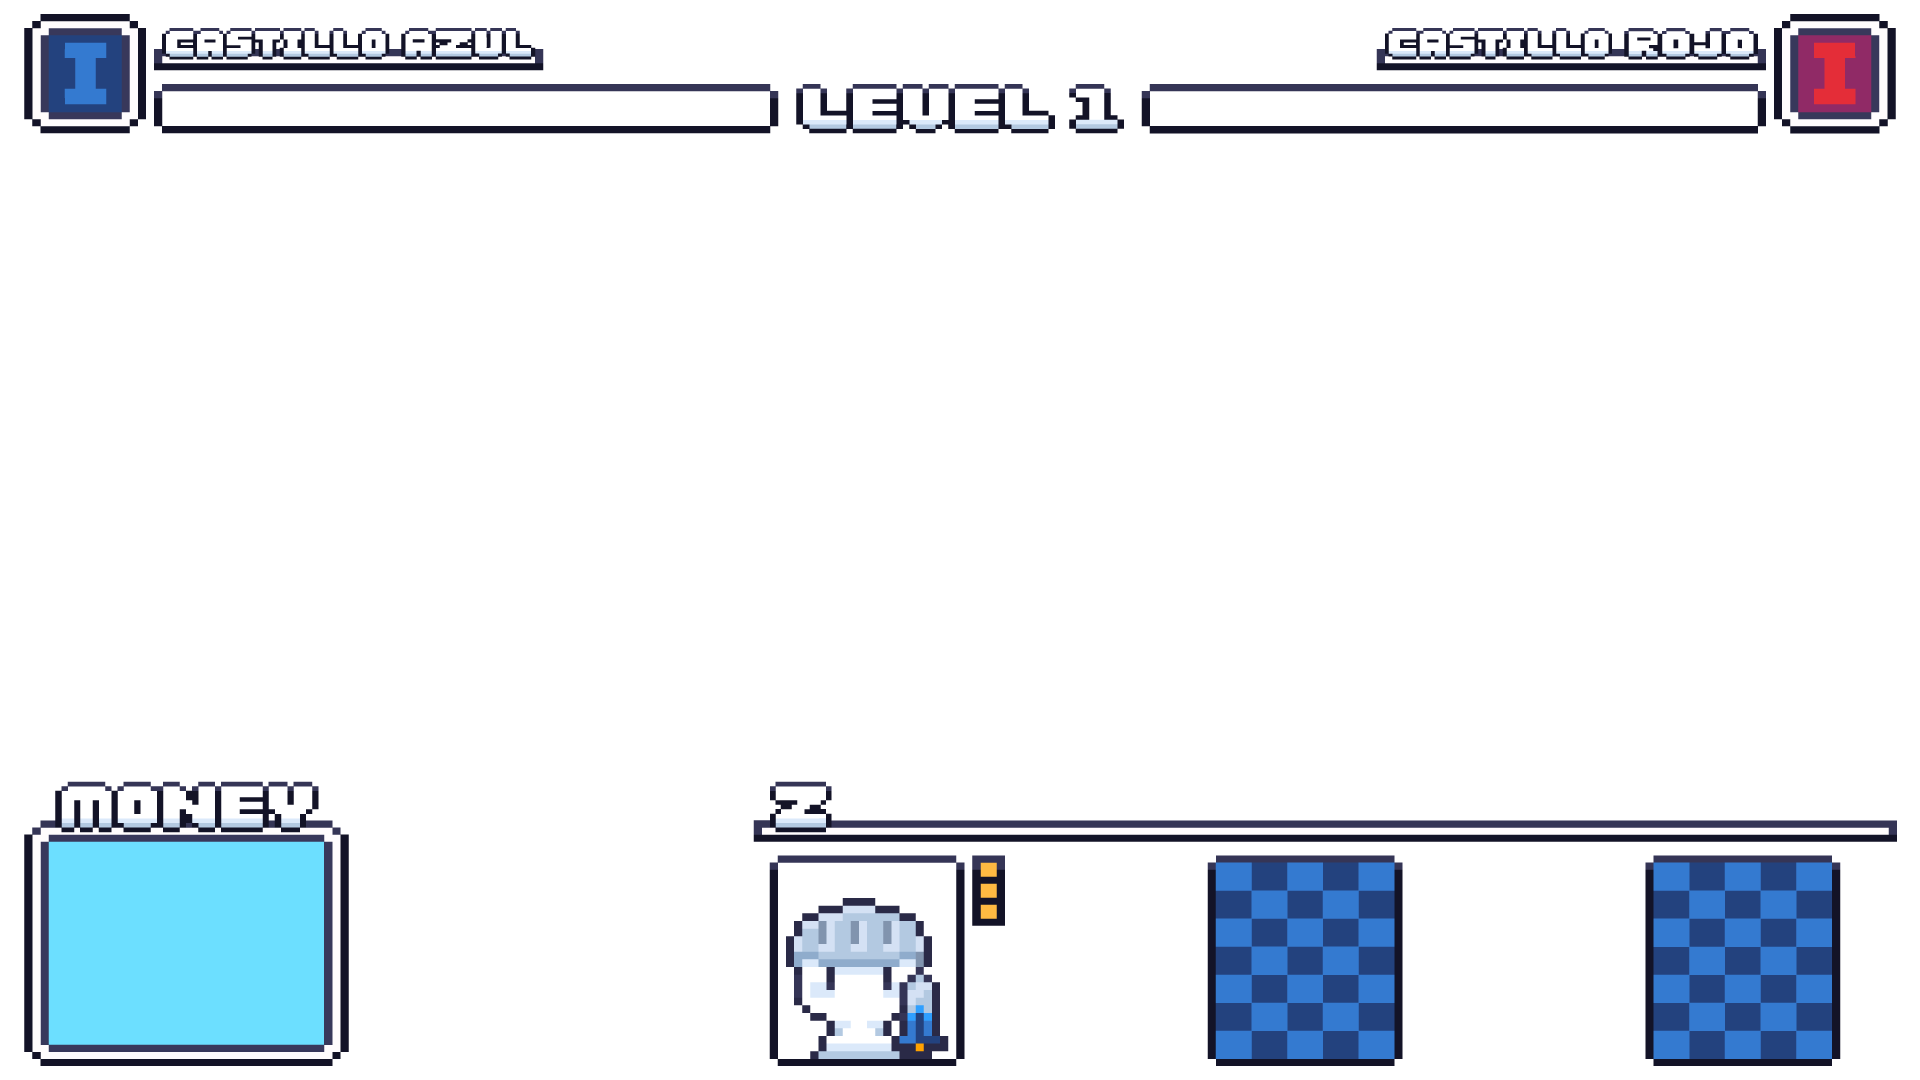 I CASTILLO AZUL
CASTILLO ROJO I
LEVEL 1
MONEY
Z